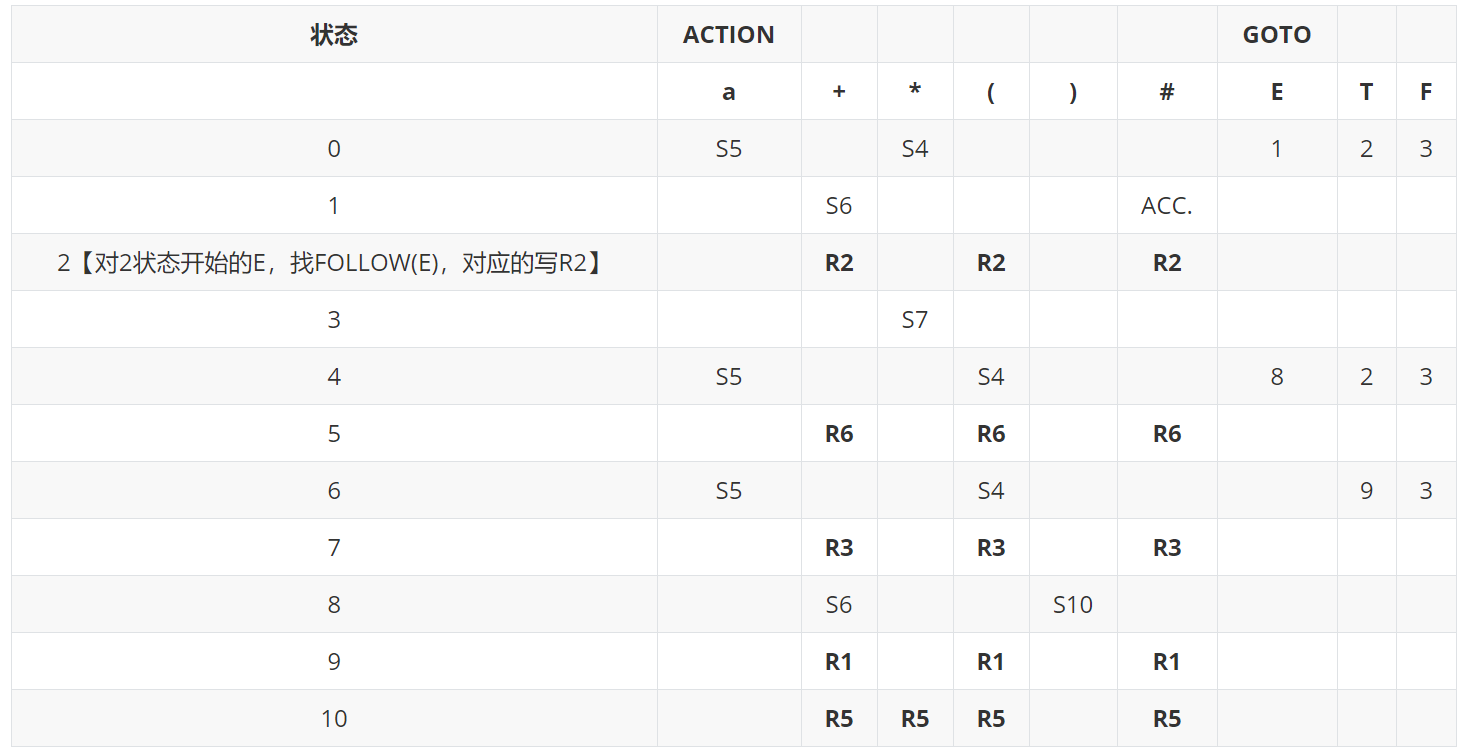 状态 ACTION GOTO
a + * ( ) # E T F
0 S5 S4 1 2 3
1 S6 ACC.
2【对2状态开始的E，找FOLLOW(E)，对应的写R2】 R2 R2 R2
3 S7
4 S5 S4 8 2 3
5 R6 R6 R6
6 S5 S4 9 3
7 R3 R3 R3
8 S6 S10
9 R1 R1 R1
10 R5 R5 R5 R5